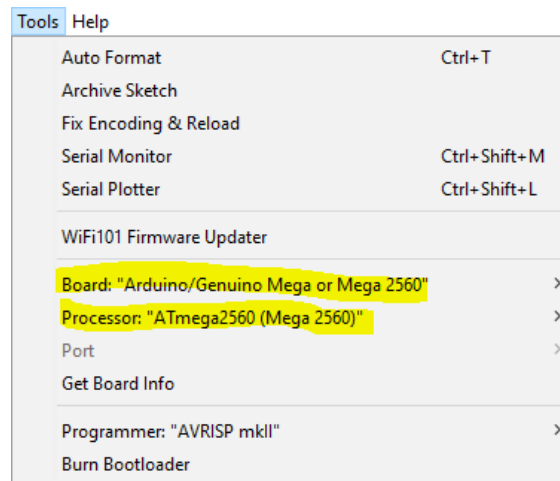 Tools Help
Auto Format Ctrl+T
Archive Sketch
Fix Encoding & Reload
Serial Monitor Ctrl+Shift+M
Serial Plotter Ctrl+Shift+L
WiFi101 Firmware Updater
Board: "Arduino/Genuino Mega or Mega 2560"
Processor: "ATmega2560 (Mega 2560)"
Port
Get Board Info
Programmer: "AVRISP mkII"
Burn Bootloader